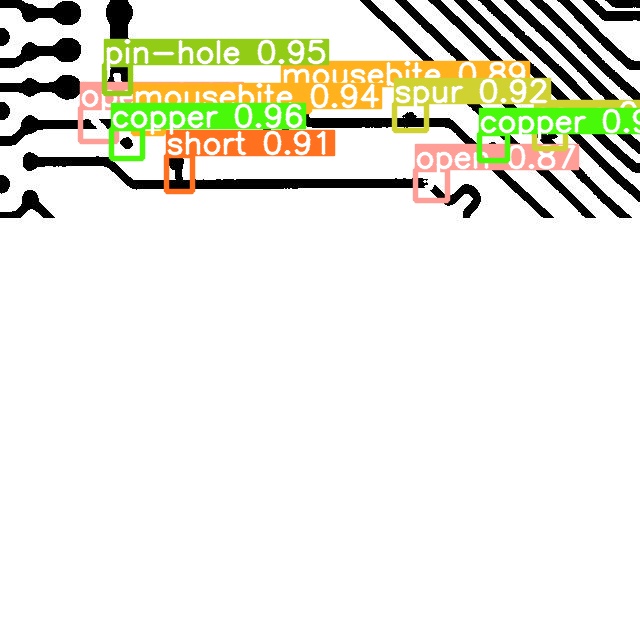 pin-hole 0.95
mousebite 0.89
mousebite 0.94
spur 0.92
copper 0.96
copper
short 0.91
open 0.87